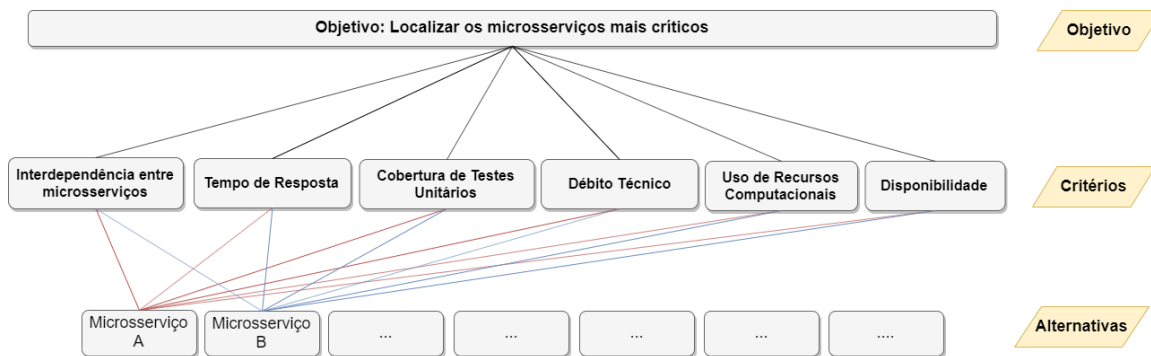 Objetivo: Localizar os microsserviços mais críticos
Objetivo
Interdependência entre
microsserviços
Tempo de Resposta
Cobertura de Testes
Unitários
Débito Técnico
Uso de Recursos
Computacionais
Disponibilidade
Critérios
Microsserviço
A
Microsserviço
B
...
...
...
...
....
Alternativas